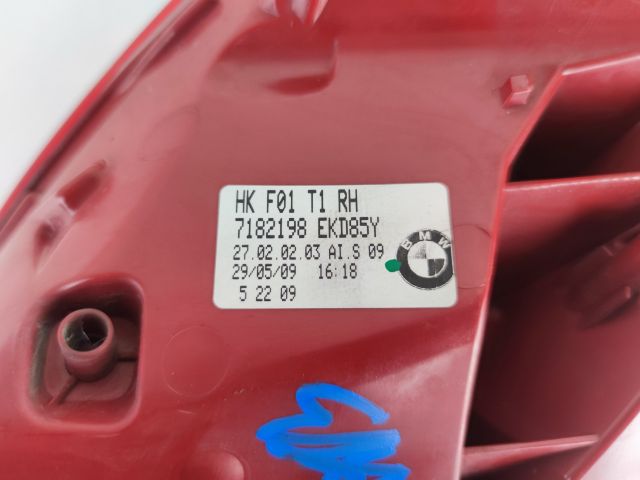 HK F01 T1 RH
7182198 EKD85Y
27.02.02.03 AI.S 09
29/05/09 16:18
5 22 09
BMW